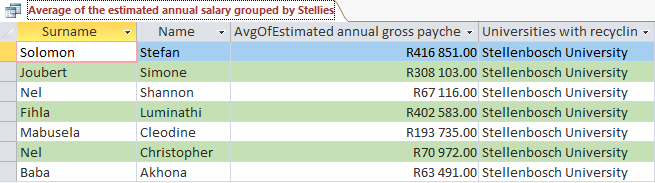 Average of the estimated annual salary grouped by Stellies
Surname Name AvgOfEstimated annual gross payche Universities with recyclin
Solomon Stefan R416 851.00 Stellenbosch University
Joubert Simone R308 103.00 Stellenbosch University
Nel Shannon R67 116.00 Stellenbosch University
Fihla Luminathi R402 583.00 Stellenbosch University
Mabusela Cleodine R193 735.00 Stellenbosch University
Nel Christopher R70 972.00 Stellenbosch University
Baba Akhona R63 491.00 Stellenbosch University